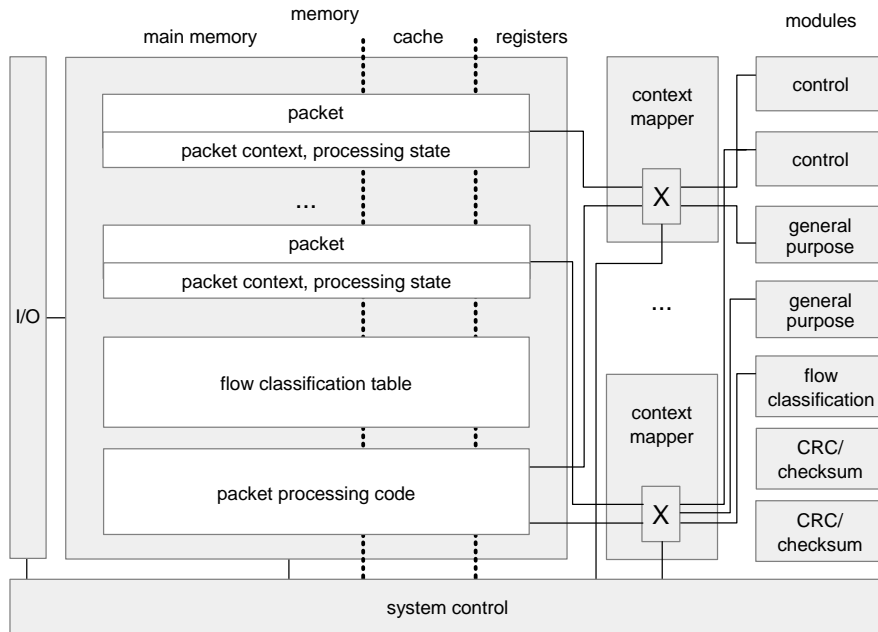 memory
main memory
cache
registers
modules
packet
packet context, processing state
...
packet
packet context, processing state
I/O
flow classification table
packet processing code
context
mapper
X
...
context
mapper
X
control
control
general
purpose
general
purpose
flow
classification
CRC/
checksum
CRC/
checksum
system control